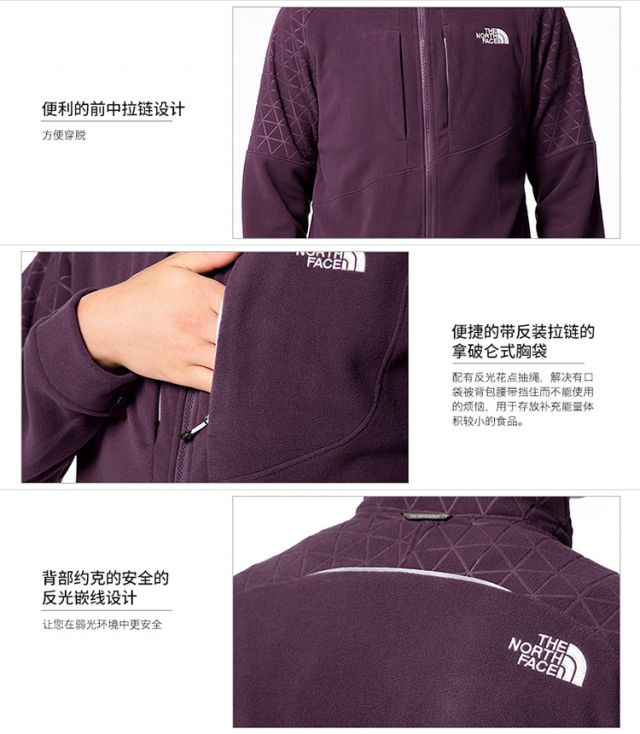 便利的前中拉链设计
方便穿脱
THE
NORTH
FACE
THE
NORTH
FACE
便捷的带反装拉链的
拿破仑式胸袋
配有反光花点抽绳，解决有口
袋被背包腰带挡住而不能使用
的烦恼，用于存放补充能量体
积较小的食品。
背部约克的安全的
反光嵌线设计
让您在弱光环境中更安全
THE
NORTH
FACE